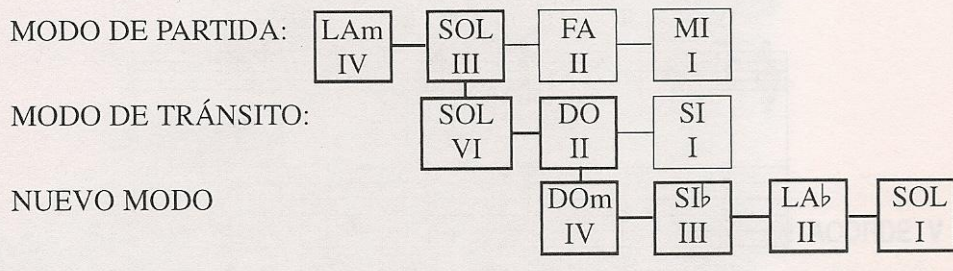 MODO DE PARTIDA: LAm SOL FA MI
IV III II I
MODO DE TRÁNSITO: SOL DO SI
VI II I
NUEVO MODO DOm SI♭ LA♭ SOL
IV III II I